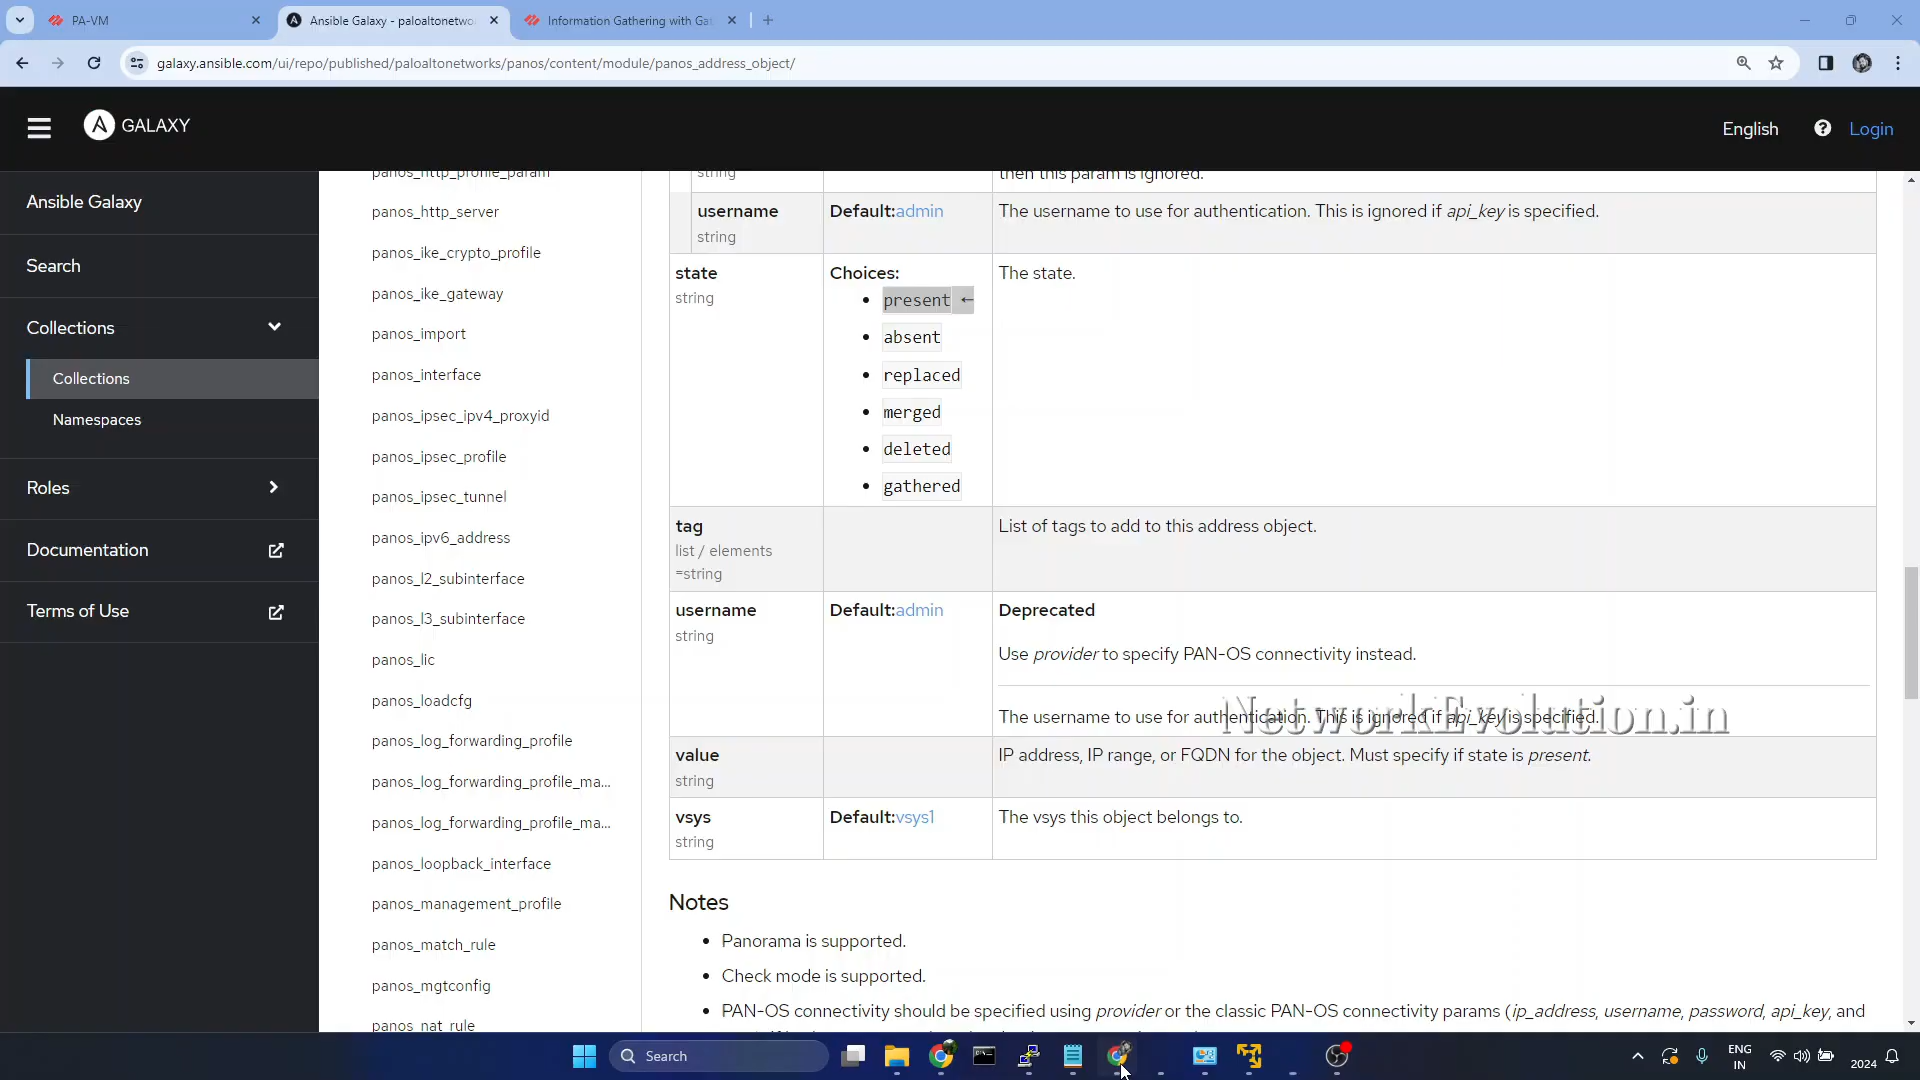 PA-VM
Ansible Galaxy - paloaltonetwo
Information Gathering with Gat
galaxy.ansible.com/ui/repo/published/paloaltonetworks/panos/content/module/panos_address_object/
GALAXY
English
Login
Ansible Galaxy
Search
Collections
Collections
Namespaces
Roles
Documentation
Terms of Use
panos_http_profile_param
panos_http_server
panos_ike_crypto_profile
panos_ike_gateway
panos_import
panos_interface
panos_ipsec_ipv4_proxyid
panos_ipsec_profile
panos_ipsec_tunnel
panos_ipv6_address
panos_l2_subinterface
panos_l3_subinterface
panos_lic
panos_loadcfg
panos_log_forwarding_profile
panos_log_forwarding_profile_ma...
panos_log_forwarding_profile_ma...
panos_loopback_interface
panos_management_profile
panos_match_rule
panos_mgtconfig
panos_nat_rule
string
then this param is ignored.
username
string
Default:admin
The username to use for authentication. This is ignored if api_key is specified.
state
string
Choices:
• present ←
• absent
• replaced
• merged
• deleted
• gathered
The state.
tag
list / elements
=string
List of tags to add to this address object.
username
string
Default:admin
Deprecated
Use provider to specify PAN-OS connectivity instead.
The username to use for authentication. This is ignored if api_key is specified.
NetworkEvolution.in
value
string
IP address, IP range, or FQDN for the object. Must specify if state is present.
vsys
string
Default:vsys1
The vsys this object belongs to.
Notes
• Panorama is supported.
• Check mode is supported.
• PAN-OS connectivity should be specified using provider or the classic PAN-OS connectivity params (ip_address, username, password, api_key, and
Search
ENG
IN
2024